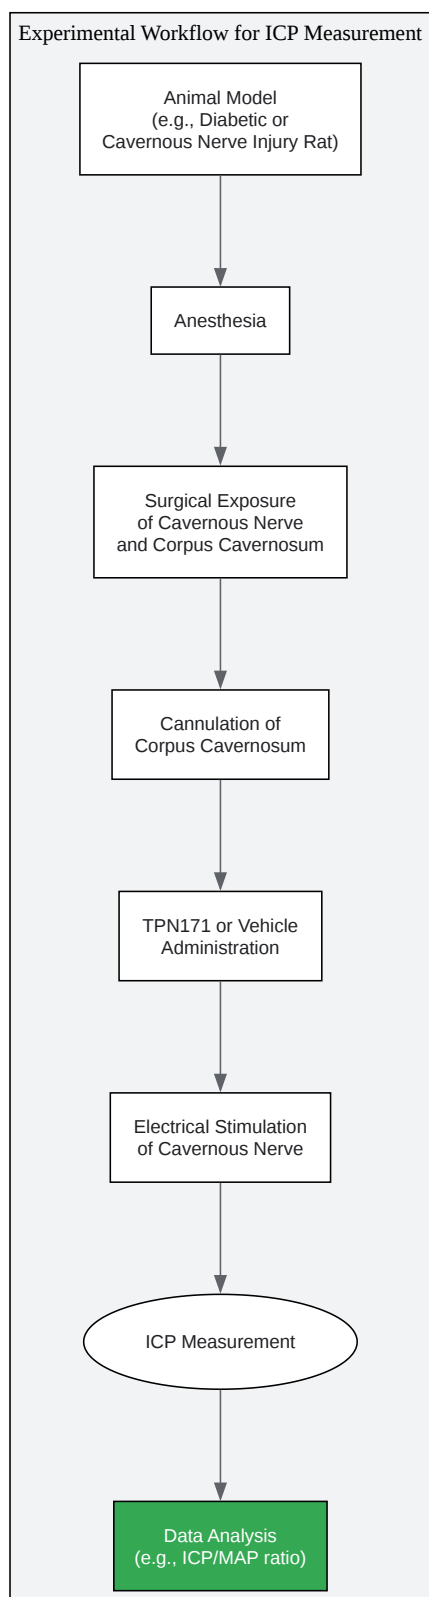 Experimental Workflow for ICP Measurement
Animal Model
(e.g., Diabetic or
Cavernous Nerve Injury Rat)
Anesthesia
Surgical Exposure
of Cavernous Nerve
and Corpus Cavernosum
Cannulation of
Corpus Cavernosum
TPN171 or Vehicle
Administration
Electrical Stimulation
of Cavernous Nerve
ICP Measurement
Data Analysis
(e.g., ICP/MAP ratio)